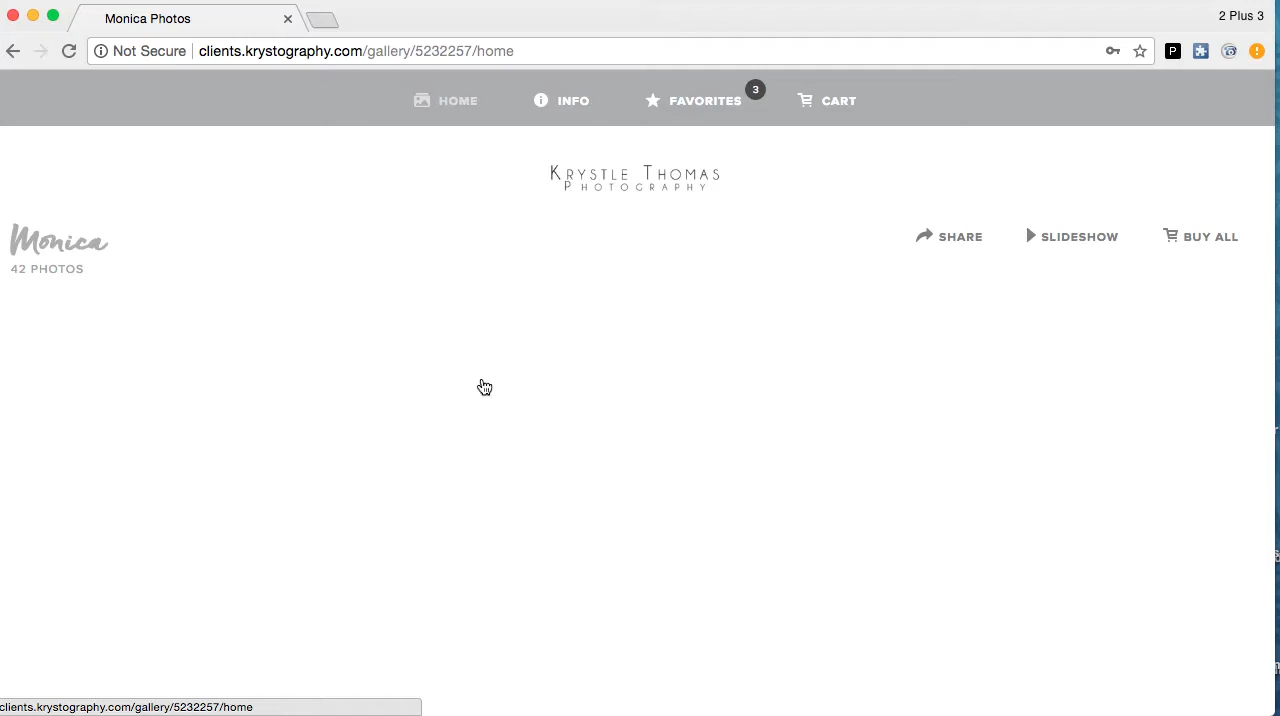 Monica Photos
2 Plus 3
Not Secure clients.krystography.com/gallery/5232257/home
P
HOME INFO FAVORITES 3 CART
KRYSTLE THOMAS
PHOTOGRAPHY
Monica
42 PHOTOS
SHARE SLIDESHOW BUY ALL
clients.krystography.com/gallery/5232257/home